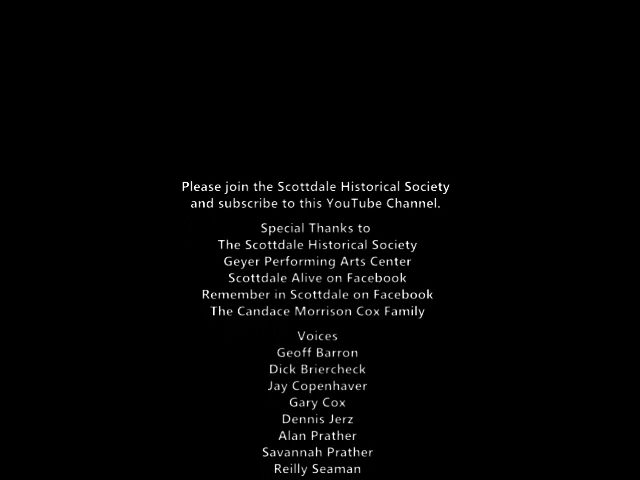 Please join the Scottdale Historical Society
and subscribe to this YouTube Channel.
Special Thanks to
The Scottdale Historical Society
Geyer Performing Arts Center
Scottdale Alive on Facebook
Remember in Scottdale on Facebook
The Candace Morrison Cox Family
Voices
Geoff Barron
Dick Briercheck
Jay Copenhaver
Gary Cox
Dennis Jerz
Alan Prather
Savannah Prather
Reilly Seaman